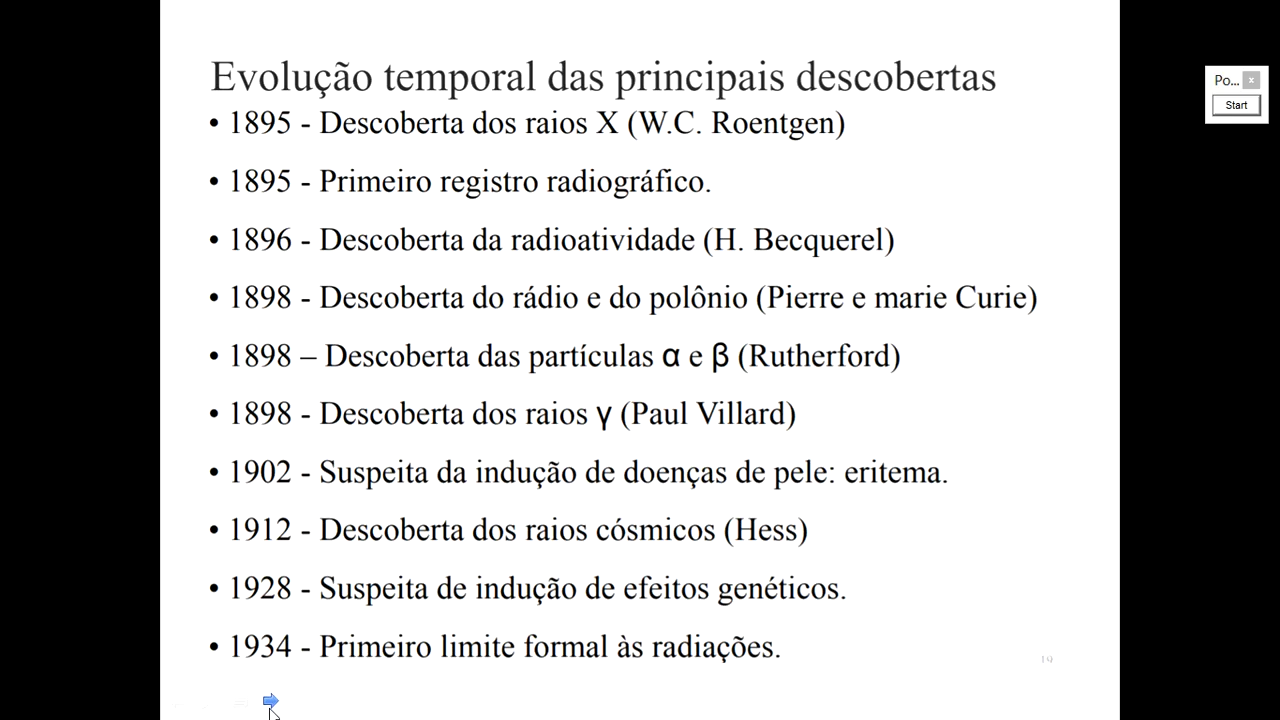 Evolução temporal das principais descobertas
• 1895 - Descoberta dos raios X (W.C. Roentgen)
• 1895 - Primeiro registro radiográfico.
• 1896 - Descoberta da radioatividade (H. Becquerel)
• 1898 - Descoberta do rádio e do polônio (Pierre e marie Curie)
• 1898 – Descoberta das partículas α e β (Rutherford)
• 1898 - Descoberta dos raios γ (Paul Villard)
• 1902 - Suspeita da indução de doenças de pele: eritema.
• 1912 - Descoberta dos raios cósmicos (Hess)
• 1928 - Suspeita de indução de efeitos genéticos.
• 1934 - Primeiro limite formal às radiações.
19
Po... x
Start